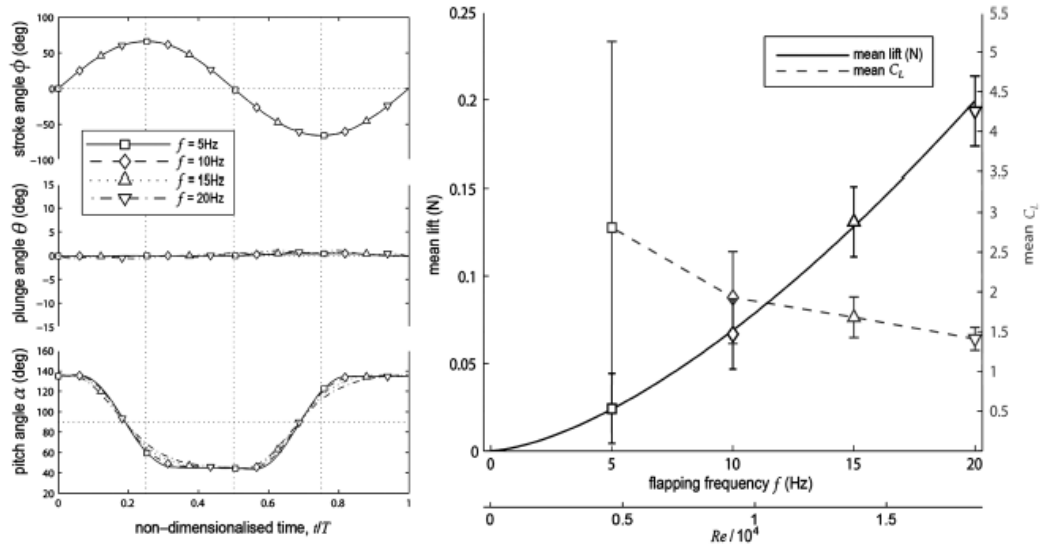 stroke angle ϕ (deg)
100
50
0
−50
−100
f = 5Hz
f = 10Hz
f = 15Hz
f = 20Hz
plunge angle θ (deg)
15
10
5
0
−5
−10
−15
pitch angle α (deg)
160
140
120
100
80
60
40
20
0 0.2 0.4 0.6 0.8 1
non−dimensionalised time, t/T
mean lift (N)
0.25
0.2
0.15
0.1
0.05
0
mean lift (N)
mean C_L
5.5
5
4.5
4
3.5
3
2.5
2
1.5
1
0.5
mean C_L
0 5 10 15 20
flapping frequency f (Hz)
0 0.5 1.5
Re / 10⁴